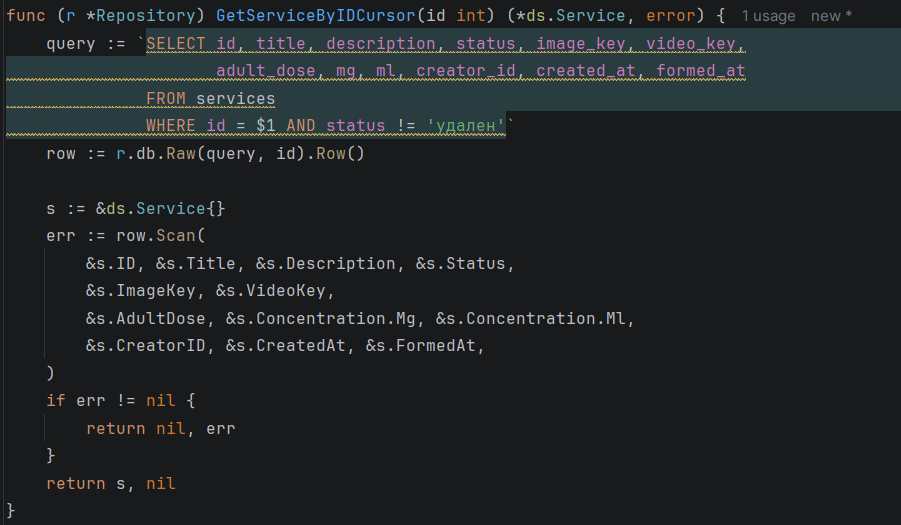 func (r *Repository) GetServiceByIDCursor(id int) (*ds.Service, error) { 1 usage new *
    query := `SELECT id, title, description, status, image_key, video_key,
                     adult_dose, mg, ml, creator_id, created_at, formed_at
              FROM services
              WHERE id = $1 AND status != 'удален'`
    row := r.db.Raw(query, id).Row()

    s := &ds.Service{}
    err := row.Scan(
        &s.ID, &s.Title, &s.Description, &s.Status,
        &s.ImageKey, &s.VideoKey,
        &s.AdultDose, &s.Concentration.Mg, &s.Concentration.Ml,
        &s.CreatorID, &s.CreatedAt, &s.FormedAt,
    )
    if err != nil {
        return nil, err
    }
    return s, nil
}